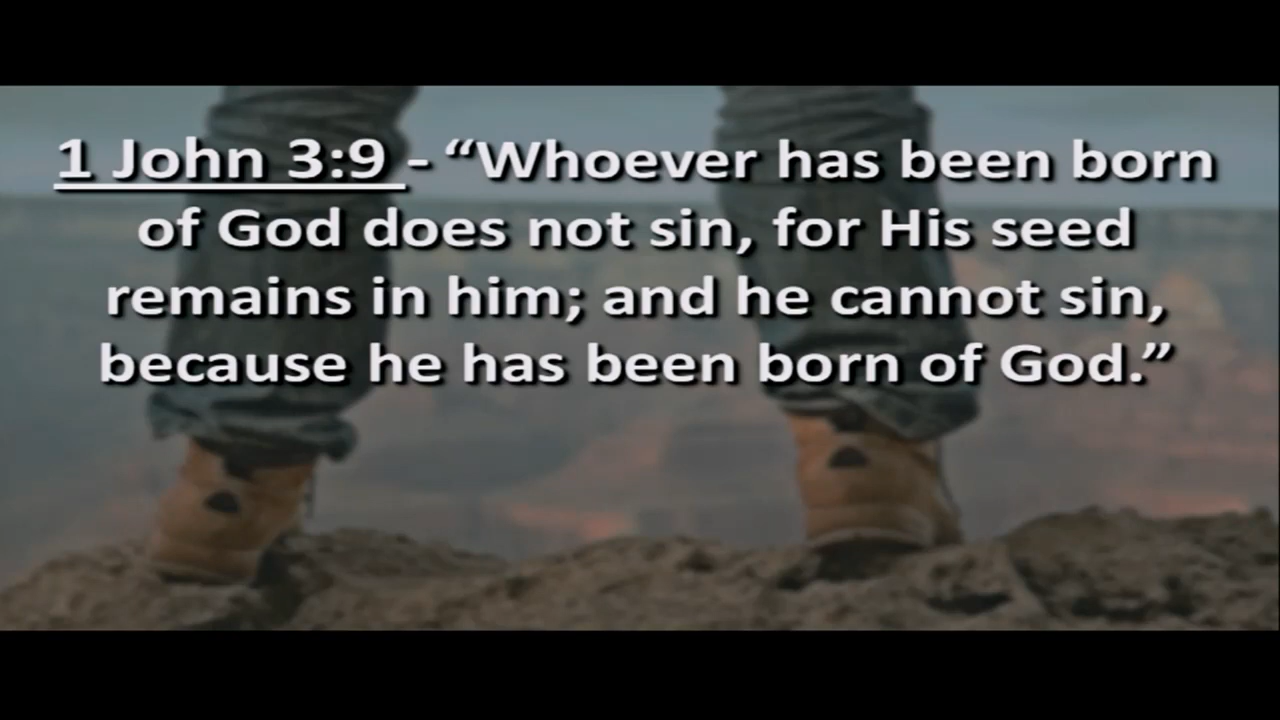 1 John 3:9 - “Whoever has been born
of God does not sin, for His seed
remains in him; and he cannot sin,
because he has been born of God.”